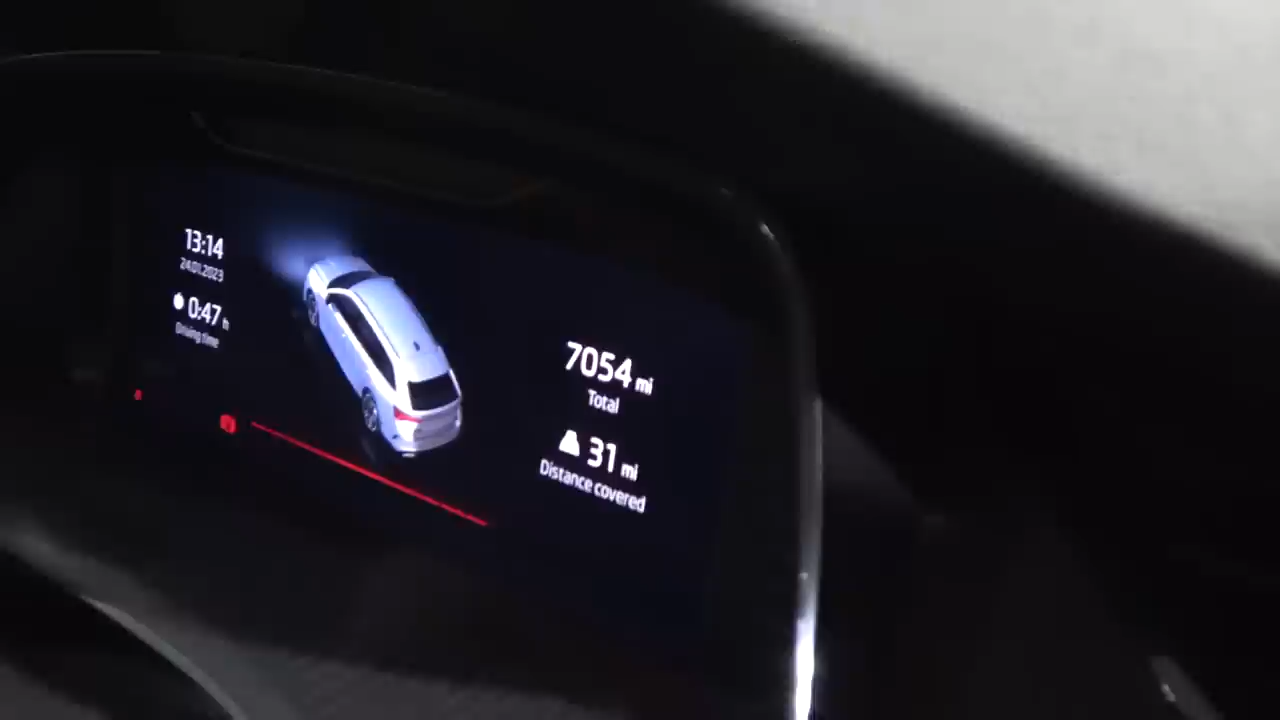 13:14
24.01.2023
0:47 h
Driving time
7054 mi
Total
31 mi
Distance covered